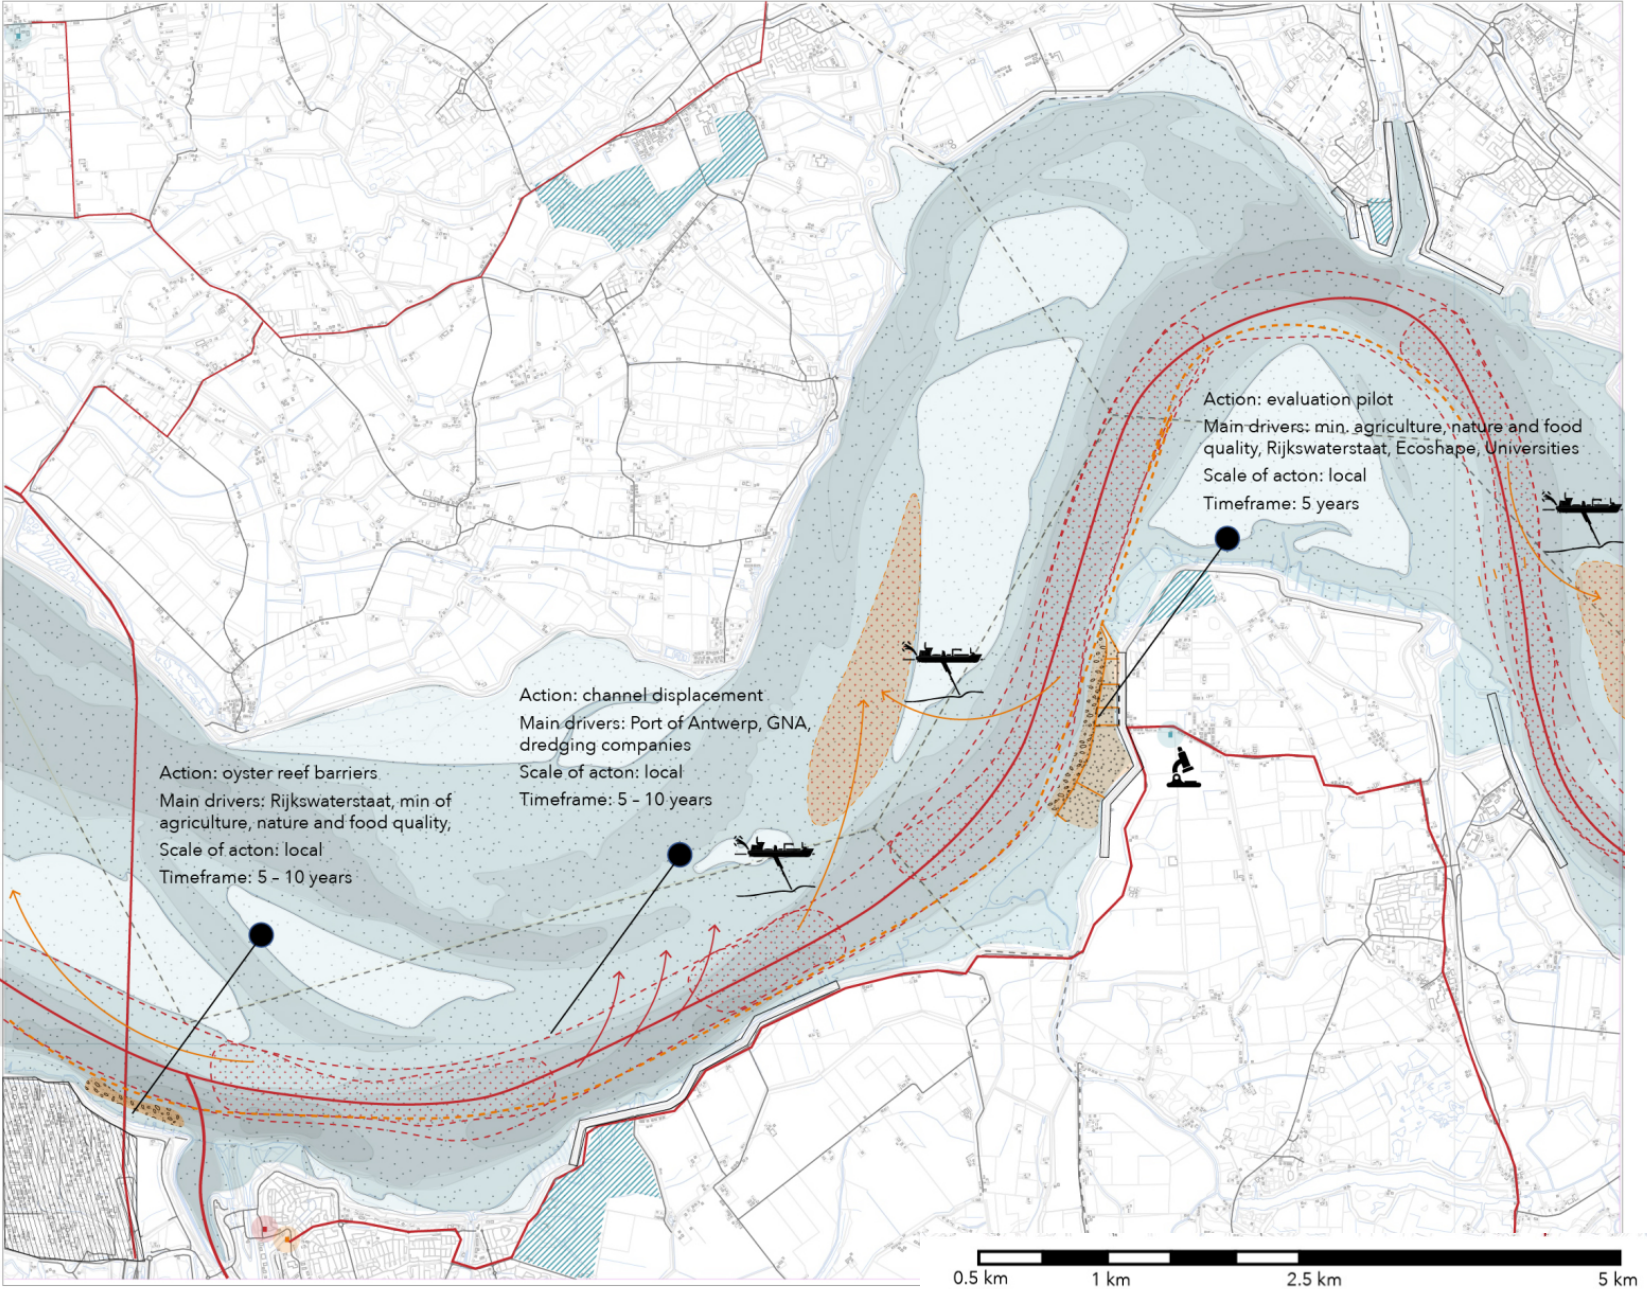 Action: evaluation pilot
Main drivers: min. agriculture, nature and food
quality, Rijkswaterstaat, Ecoshape, Universities
Scale of acton: local
Timeframe: 5 years
Action: channel displacement
Main drivers: Port of Antwerp, GNA,
dredging companies
Scale of acton: local
Timeframe: 5 – 10 years
Action: oyster reef barriers
Main drivers: Rijkswaterstaat, min of
agriculture, nature and food quality,
Scale of acton: local
Timeframe: 5 – 10 years
0.5 km 1 km 2.5 km 5 km